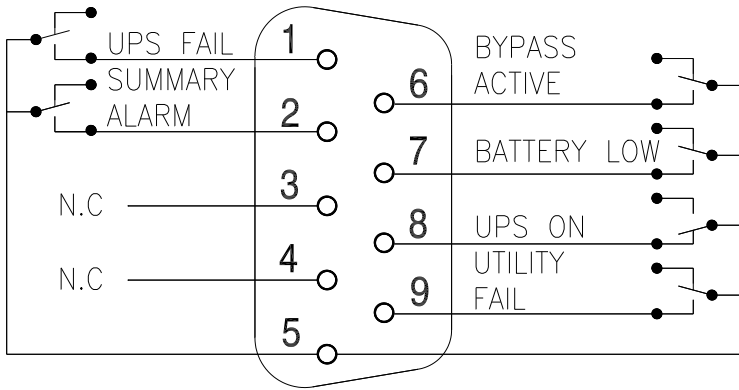 UPS FAIL
1
SUMMARY
ALARM
2
N.C
3
N.C
4
5
BYPASS
ACTIVE
6
BATTERY LOW
7
UPS ON
8
UTILITY
FAIL
9